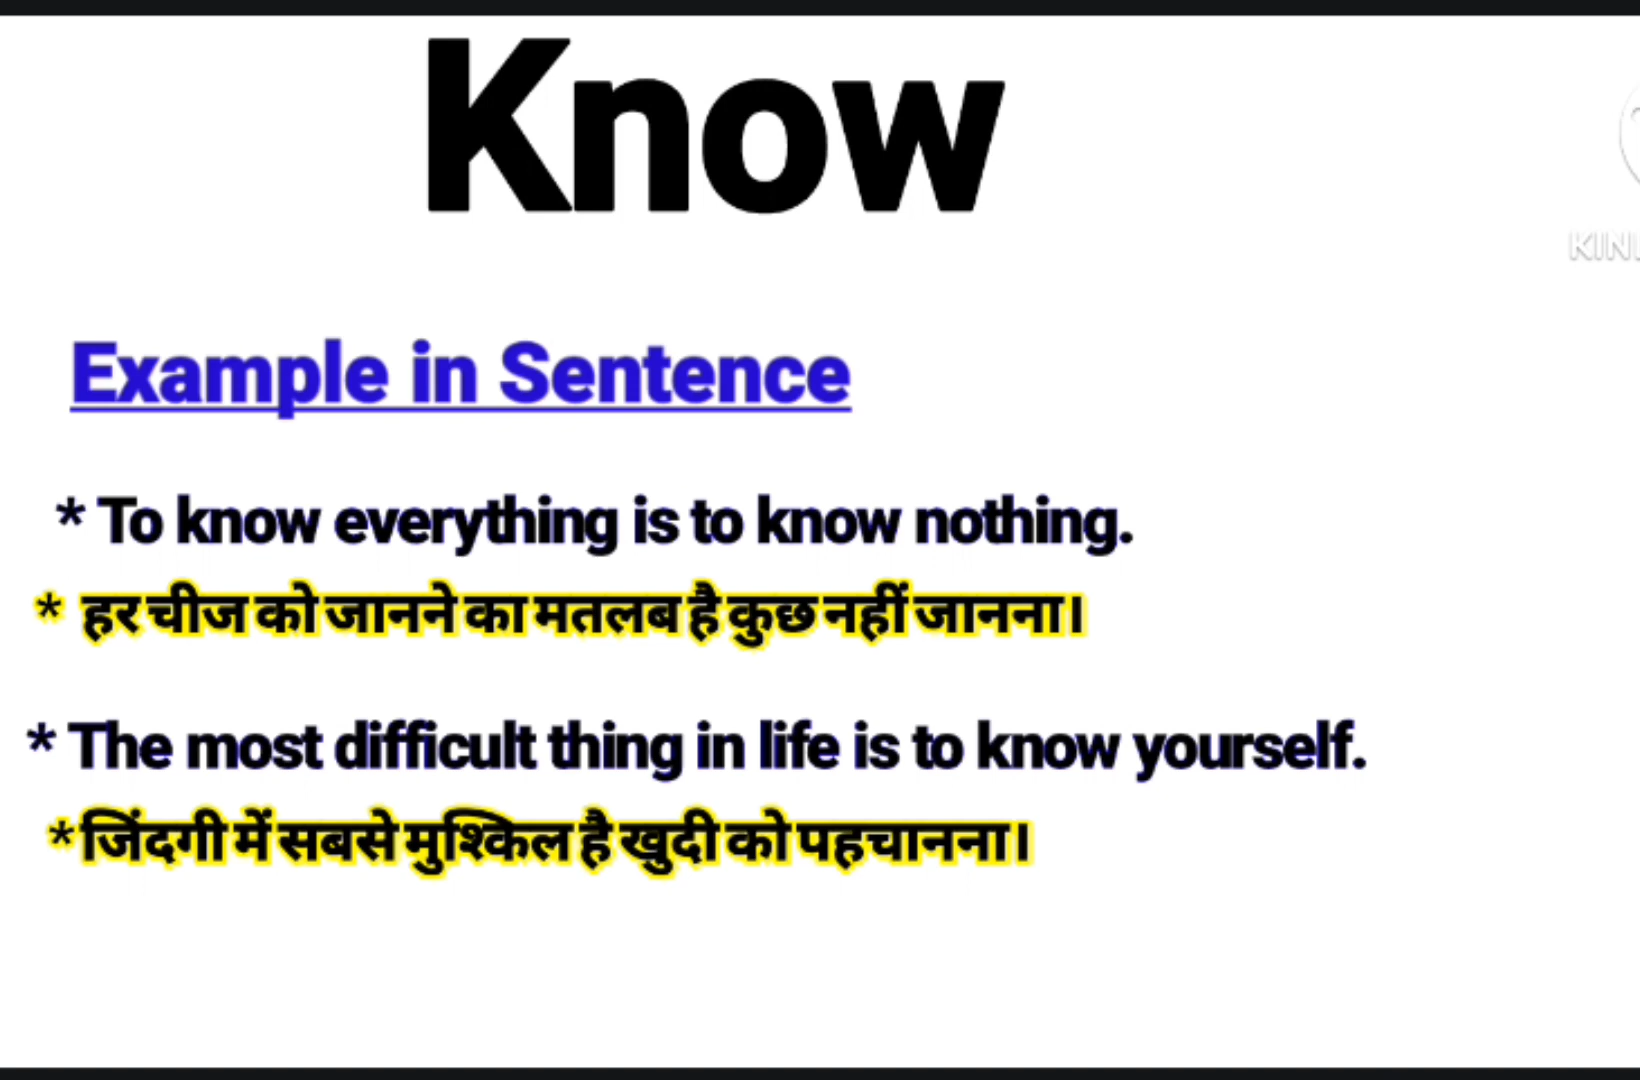 Know
Example in Sentence
* To know everything is to know nothing.
* हर चीज को जानने का मतलब है कुछ नहीं जानना।
* The most difficult thing in life is to know yourself.
* जिंदगी में सबसे मुश्किल है खुदी को पहचानना।